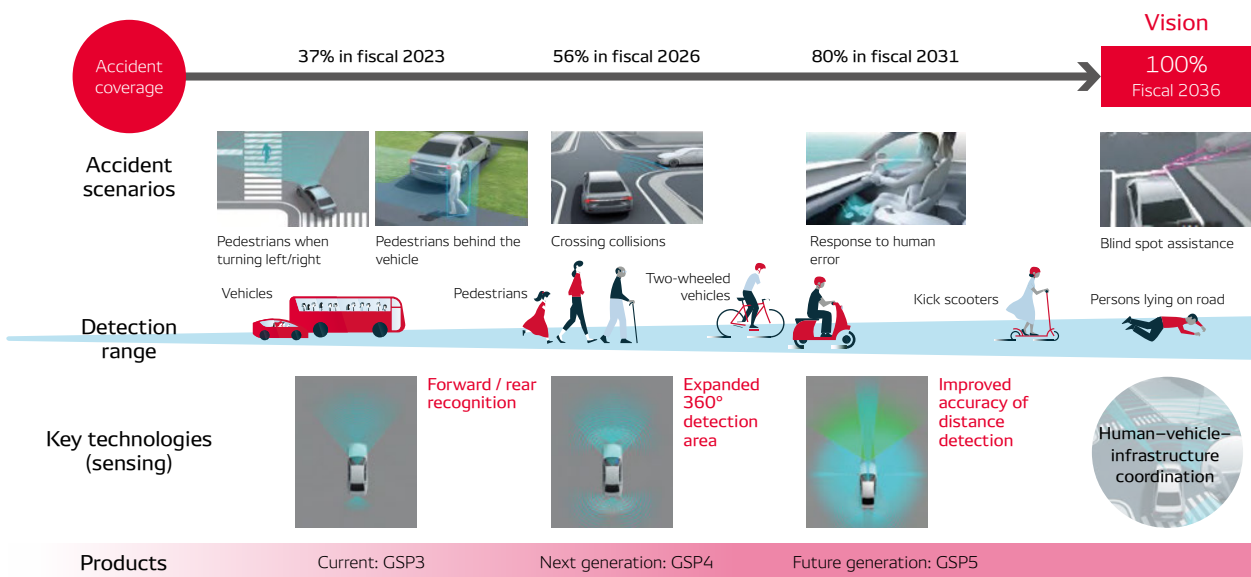 Vision
Accident
coverage
37% in fiscal 2023
56% in fiscal 2026
80% in fiscal 2031
100%
Fiscal 2036
Accident
scenarios
Pedestrians when
turning left/right
Pedestrians behind the
vehicle
Crossing collisions
Response to human
error
Blind spot assistance
Detection
range
Vehicles
Pedestrians
Two-wheeled
vehicles
Kick scooters
Persons lying on road
Key technologies
(sensing)
Forward / rear
recognition
Expanded
360°
detection
area
Improved
accuracy of
distance
detection
Human–vehicle–
infrastructure
coordination
Products
Current: GSP3
Next generation: GSP4
Future generation: GSP5